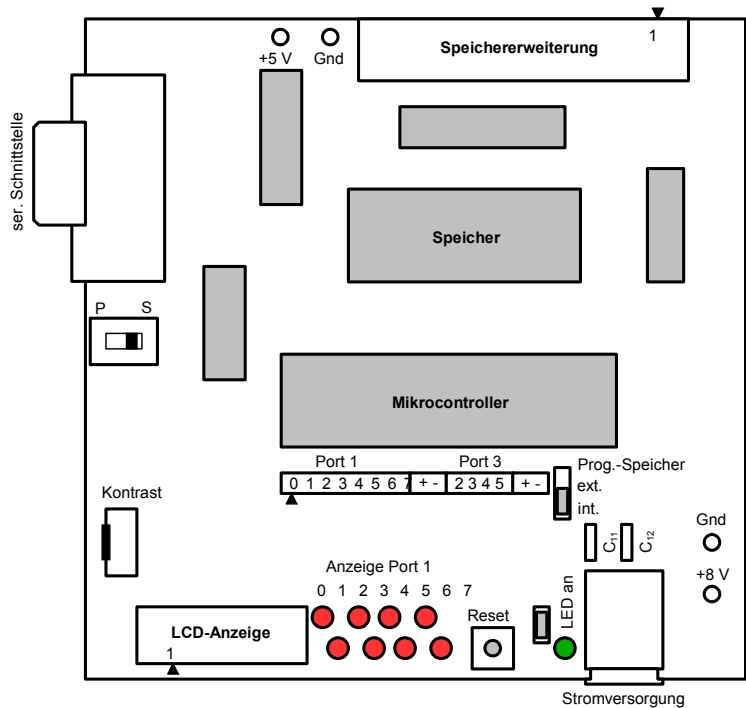 Speichererweiterung
1
+5 V
Gnd
ser. Schnittstelle
Speicher
P
S
Mikrocontroller
Port 1
Port 3
0 1 2 3 4 5 6 7 + - 2 3 4 5 + -
Prog.-Speicher
ext.
int.
Kontrast
C11
C12
Gnd
+8 V
Anzeige Port 1
0 1 2 3 4 5 6 7
LED an
Reset
LCD-Anzeige
1
Stromversorgung